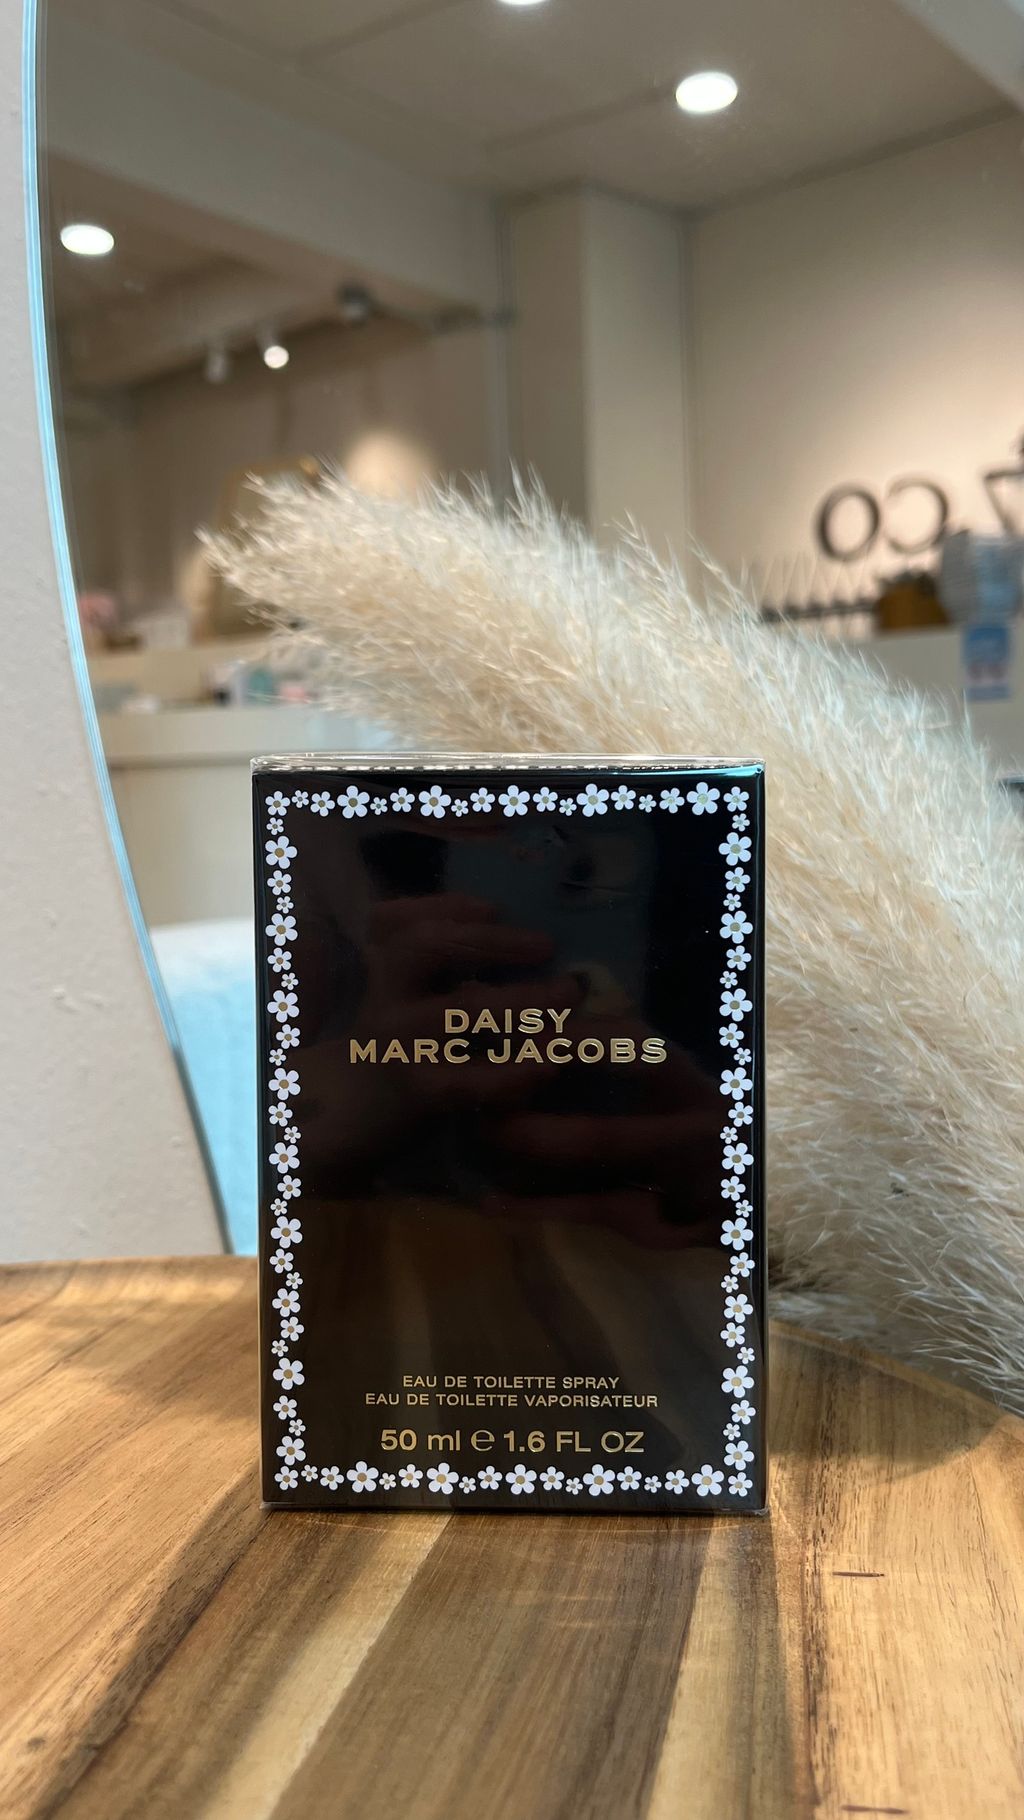 DAISY
MARC JACOBS
EAU DE TOILETTE SPRAY
EAU DE TOILETTE VAPORISATEUR
50 ml ℮ 1.6 FL OZ